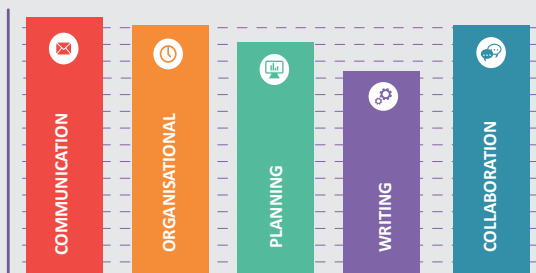 COMMUNICATION
ORGANISATIONAL
PLANNING
WRITING
COLLABORATION